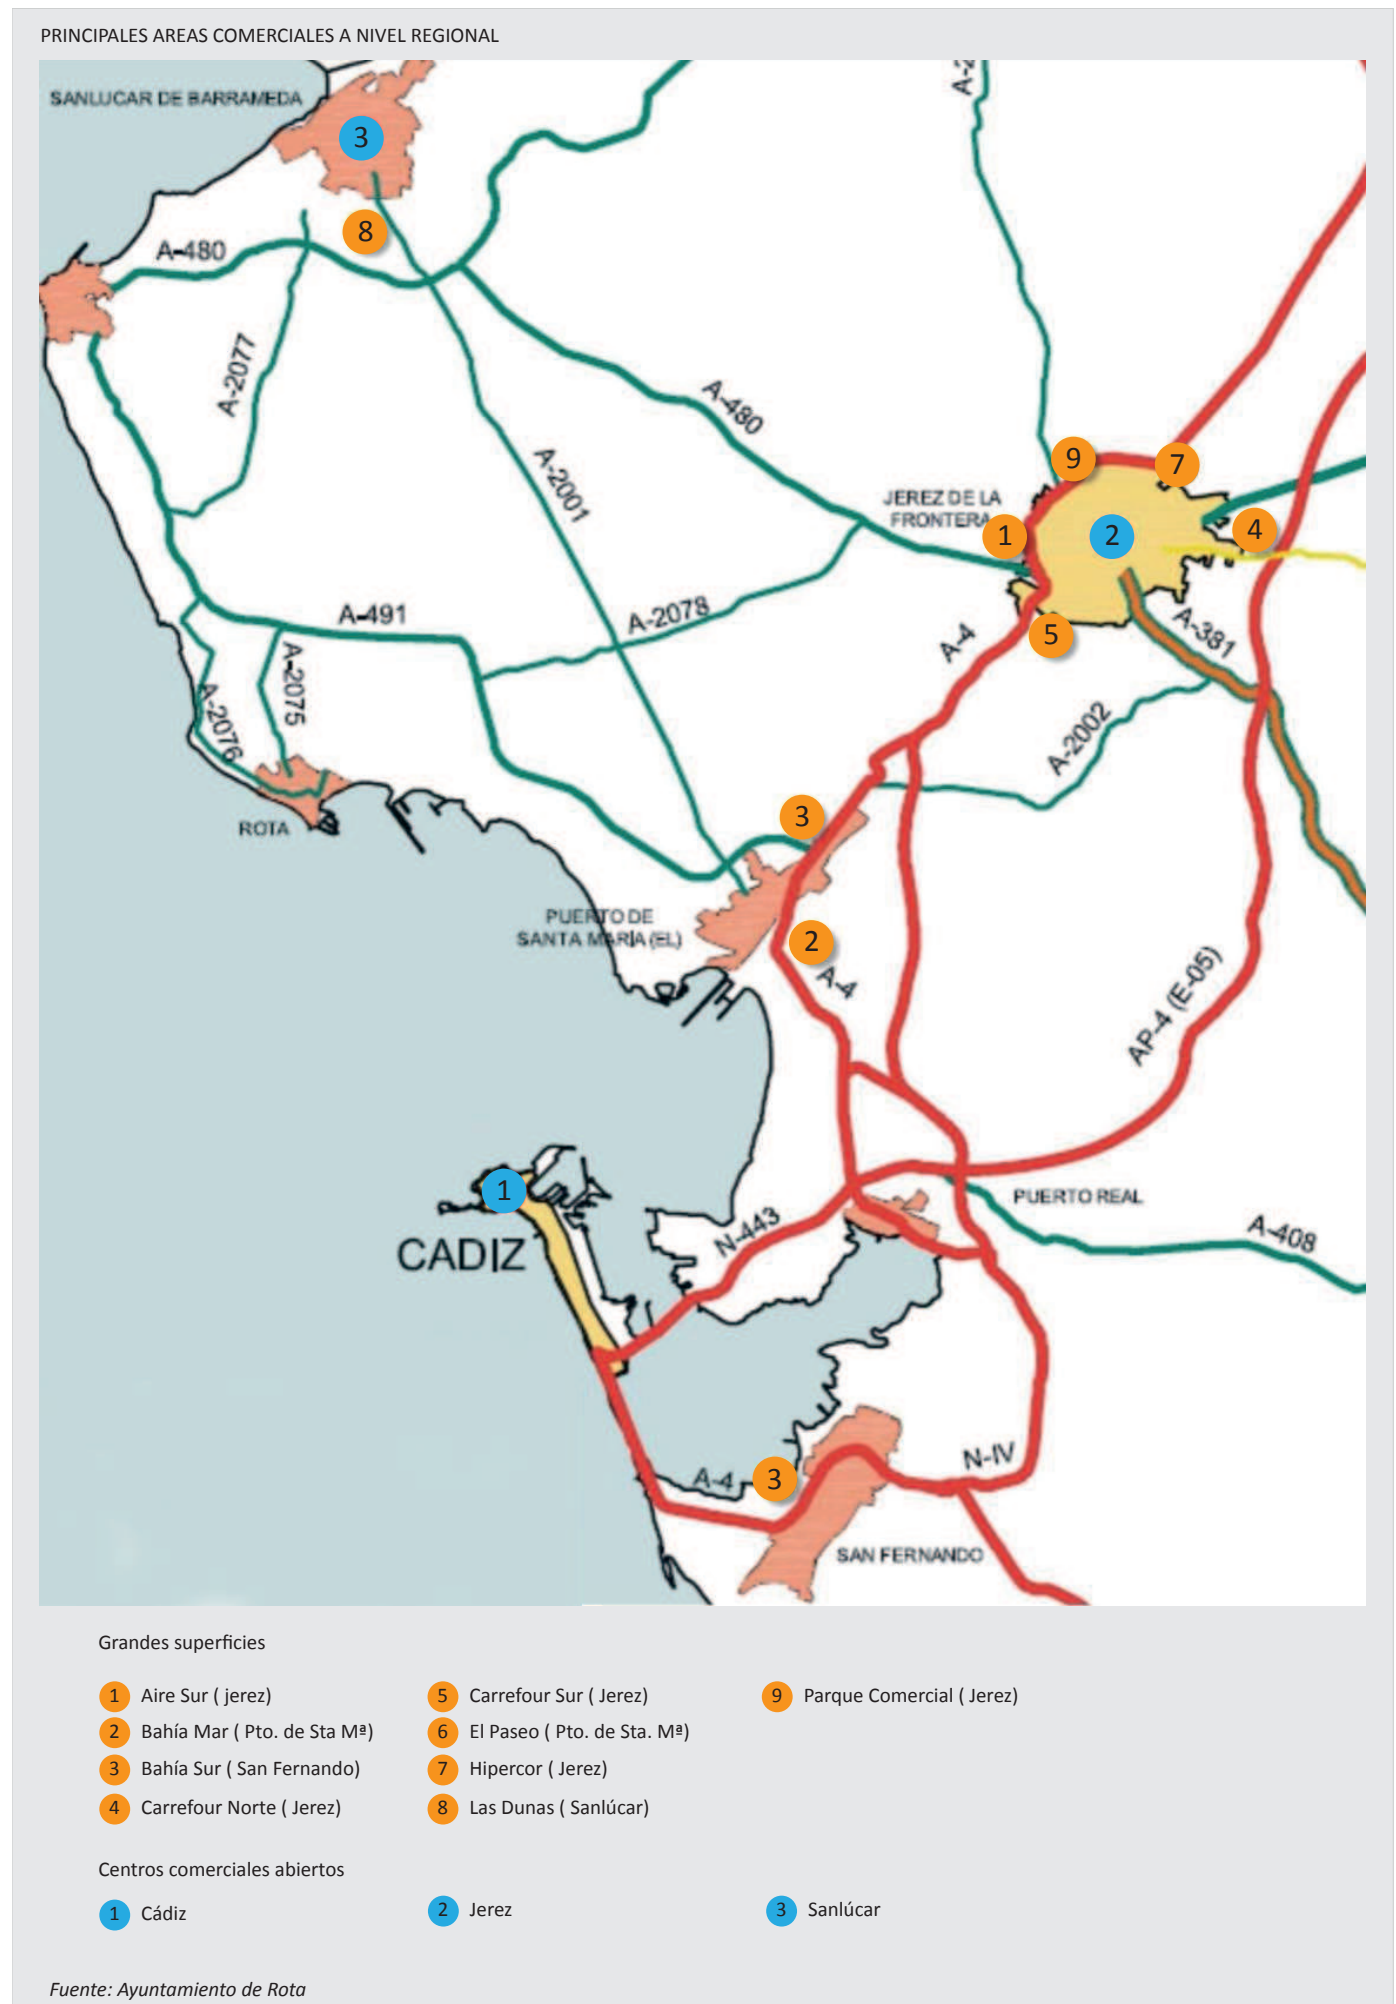 PRINCIPALES AREAS COMERCIALES A NIVEL REGIONAL
SANLUCAR DE BARRAMEDA
3
8
A-480
A-2077
A-480
A-2001
9
7
JEREZ DE LA
FRONTERA
1
2
4
A-491
A-2078
A-4
5
A-381
A-2076
A-2075
A-2002
ROTA
3
PUERTO DE
SANTA MARÍA (EL)
2
A-4
AP-4 (E-05)
1
CADIZ
N-443
PUERTO REAL
A-408
A-4
3
N-IV
SAN FERNANDO
Grandes superficies
1 Aire Sur ( jerez)
2 Bahía Mar ( Pto. de Sta Mª)
3 Bahía Sur ( San Fernando)
4 Carrefour Norte ( Jerez)
5 Carrefour Sur ( Jerez)
6 El Paseo ( Pto. de Sta. Mª)
7 Hipercor ( Jerez)
8 Las Dunas ( Sanlúcar)
9 Parque Comercial ( Jerez)
Centros comerciales abiertos
1 Cádiz
2 Jerez
3 Sanlúcar
Fuente: Ayuntamiento de Rota